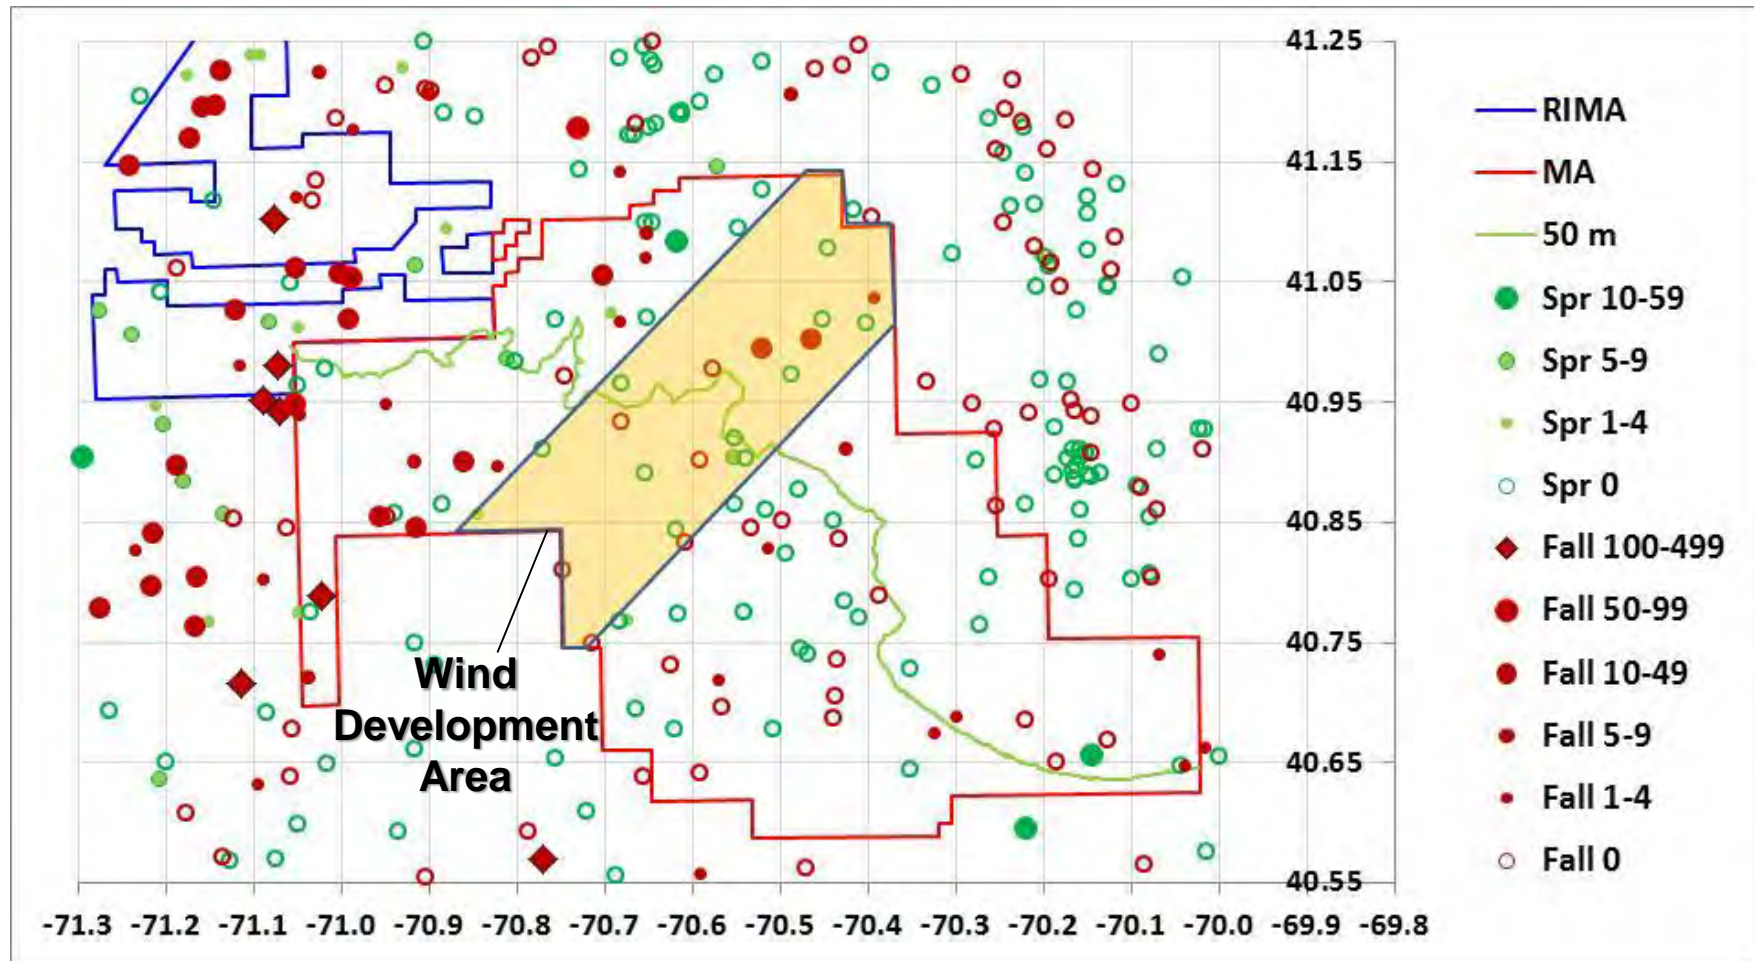 41.25
41.15
41.05
40.95
40.85
40.75
40.65
40.55
-71.3 -71.2 -71.1 -71.0 -70.9 -70.8 -70.7 -70.6 -70.5 -70.4 -70.3 -70.2 -70.1 -70.0 -69.9 -69.8
Wind
Development
Area
RIMA
MA
50 m
Spr 10-59
Spr 5-9
Spr 1-4
Spr 0
Fall 100-499
Fall 50-99
Fall 10-49
Fall 5-9
Fall 1-4
Fall 0